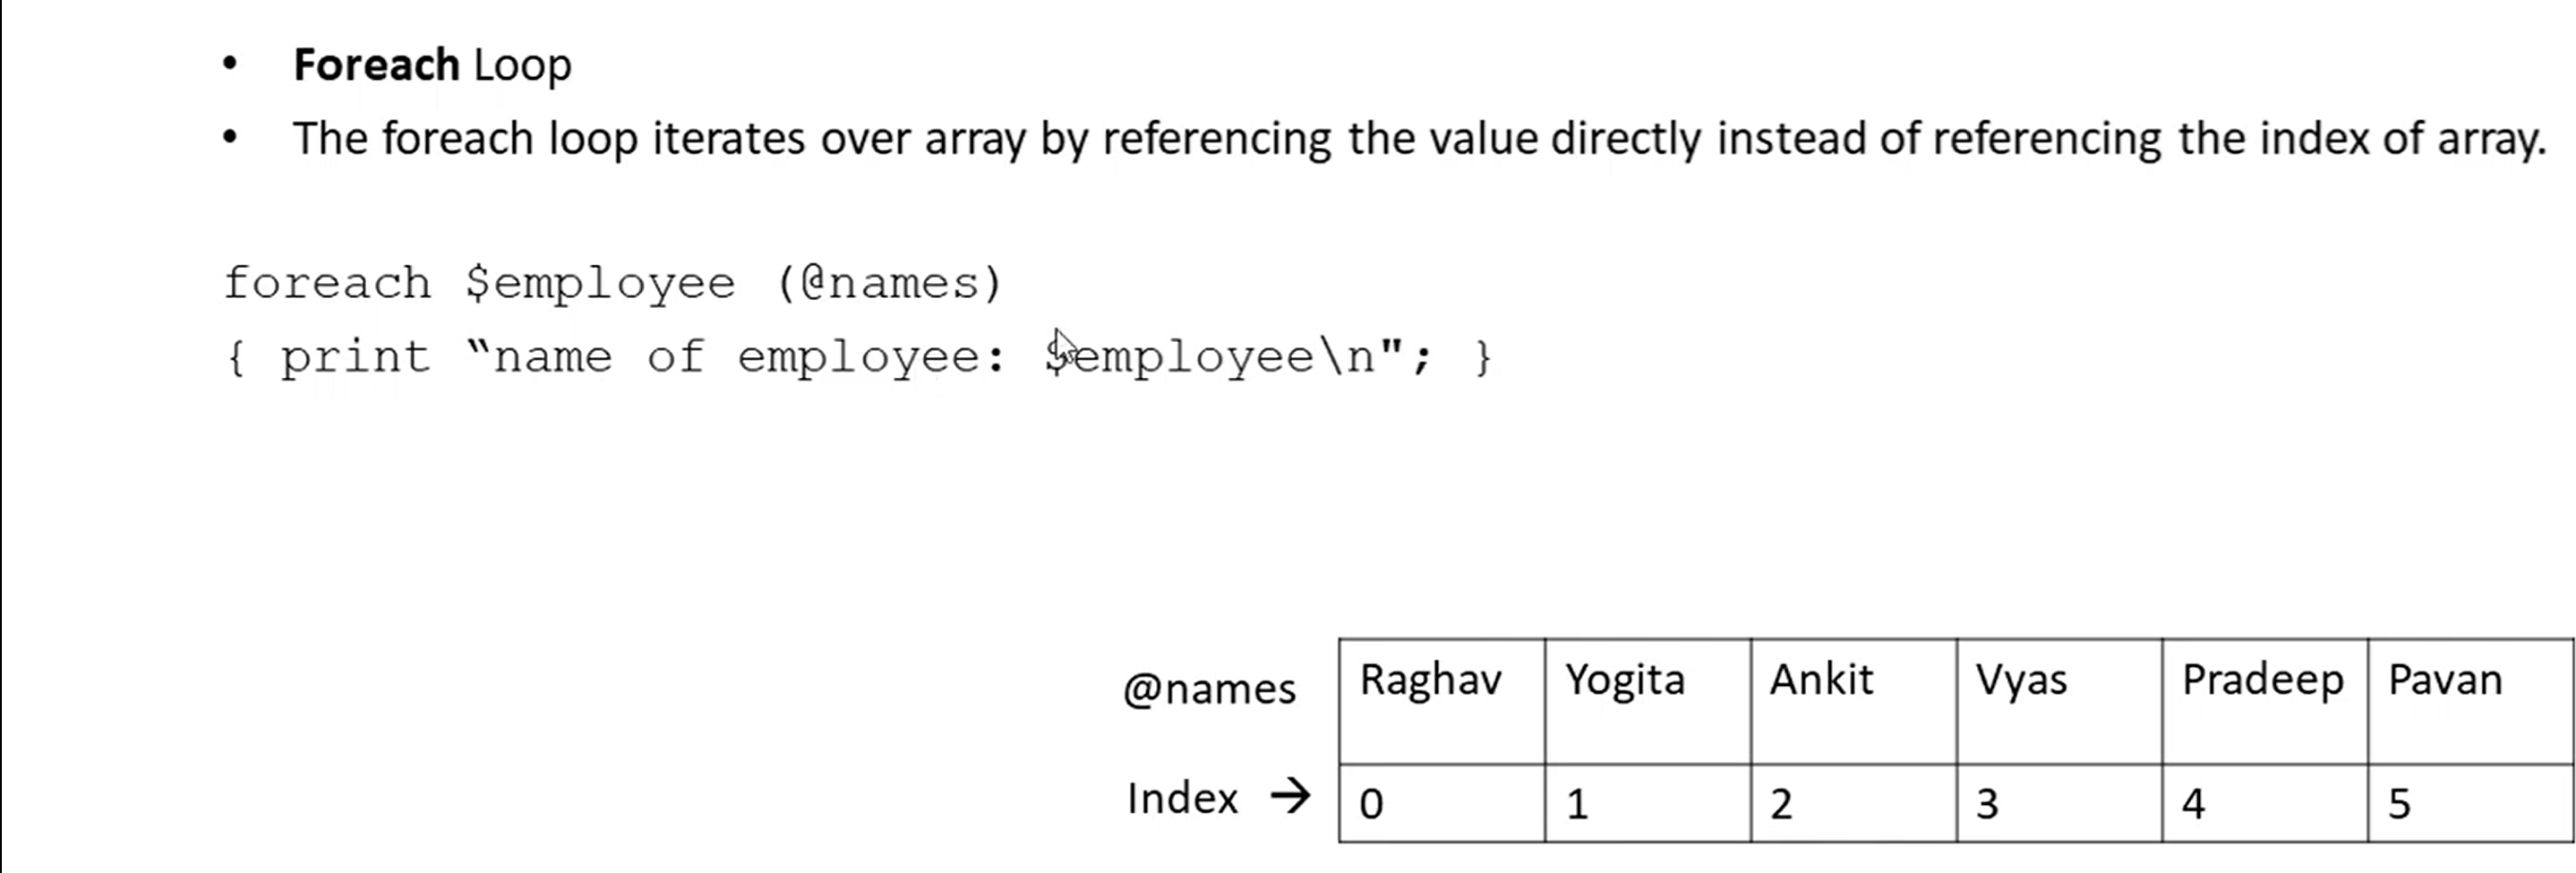 • Foreach Loop
• The foreach loop iterates over array by referencing the value directly instead of referencing the index of array.
foreach $employee (@names)
{ print “name of employee: $employee\n"; }
@names Raghav Yogita Ankit Vyas Pradeep Pavan
Index → 0 1 2 3 4 5